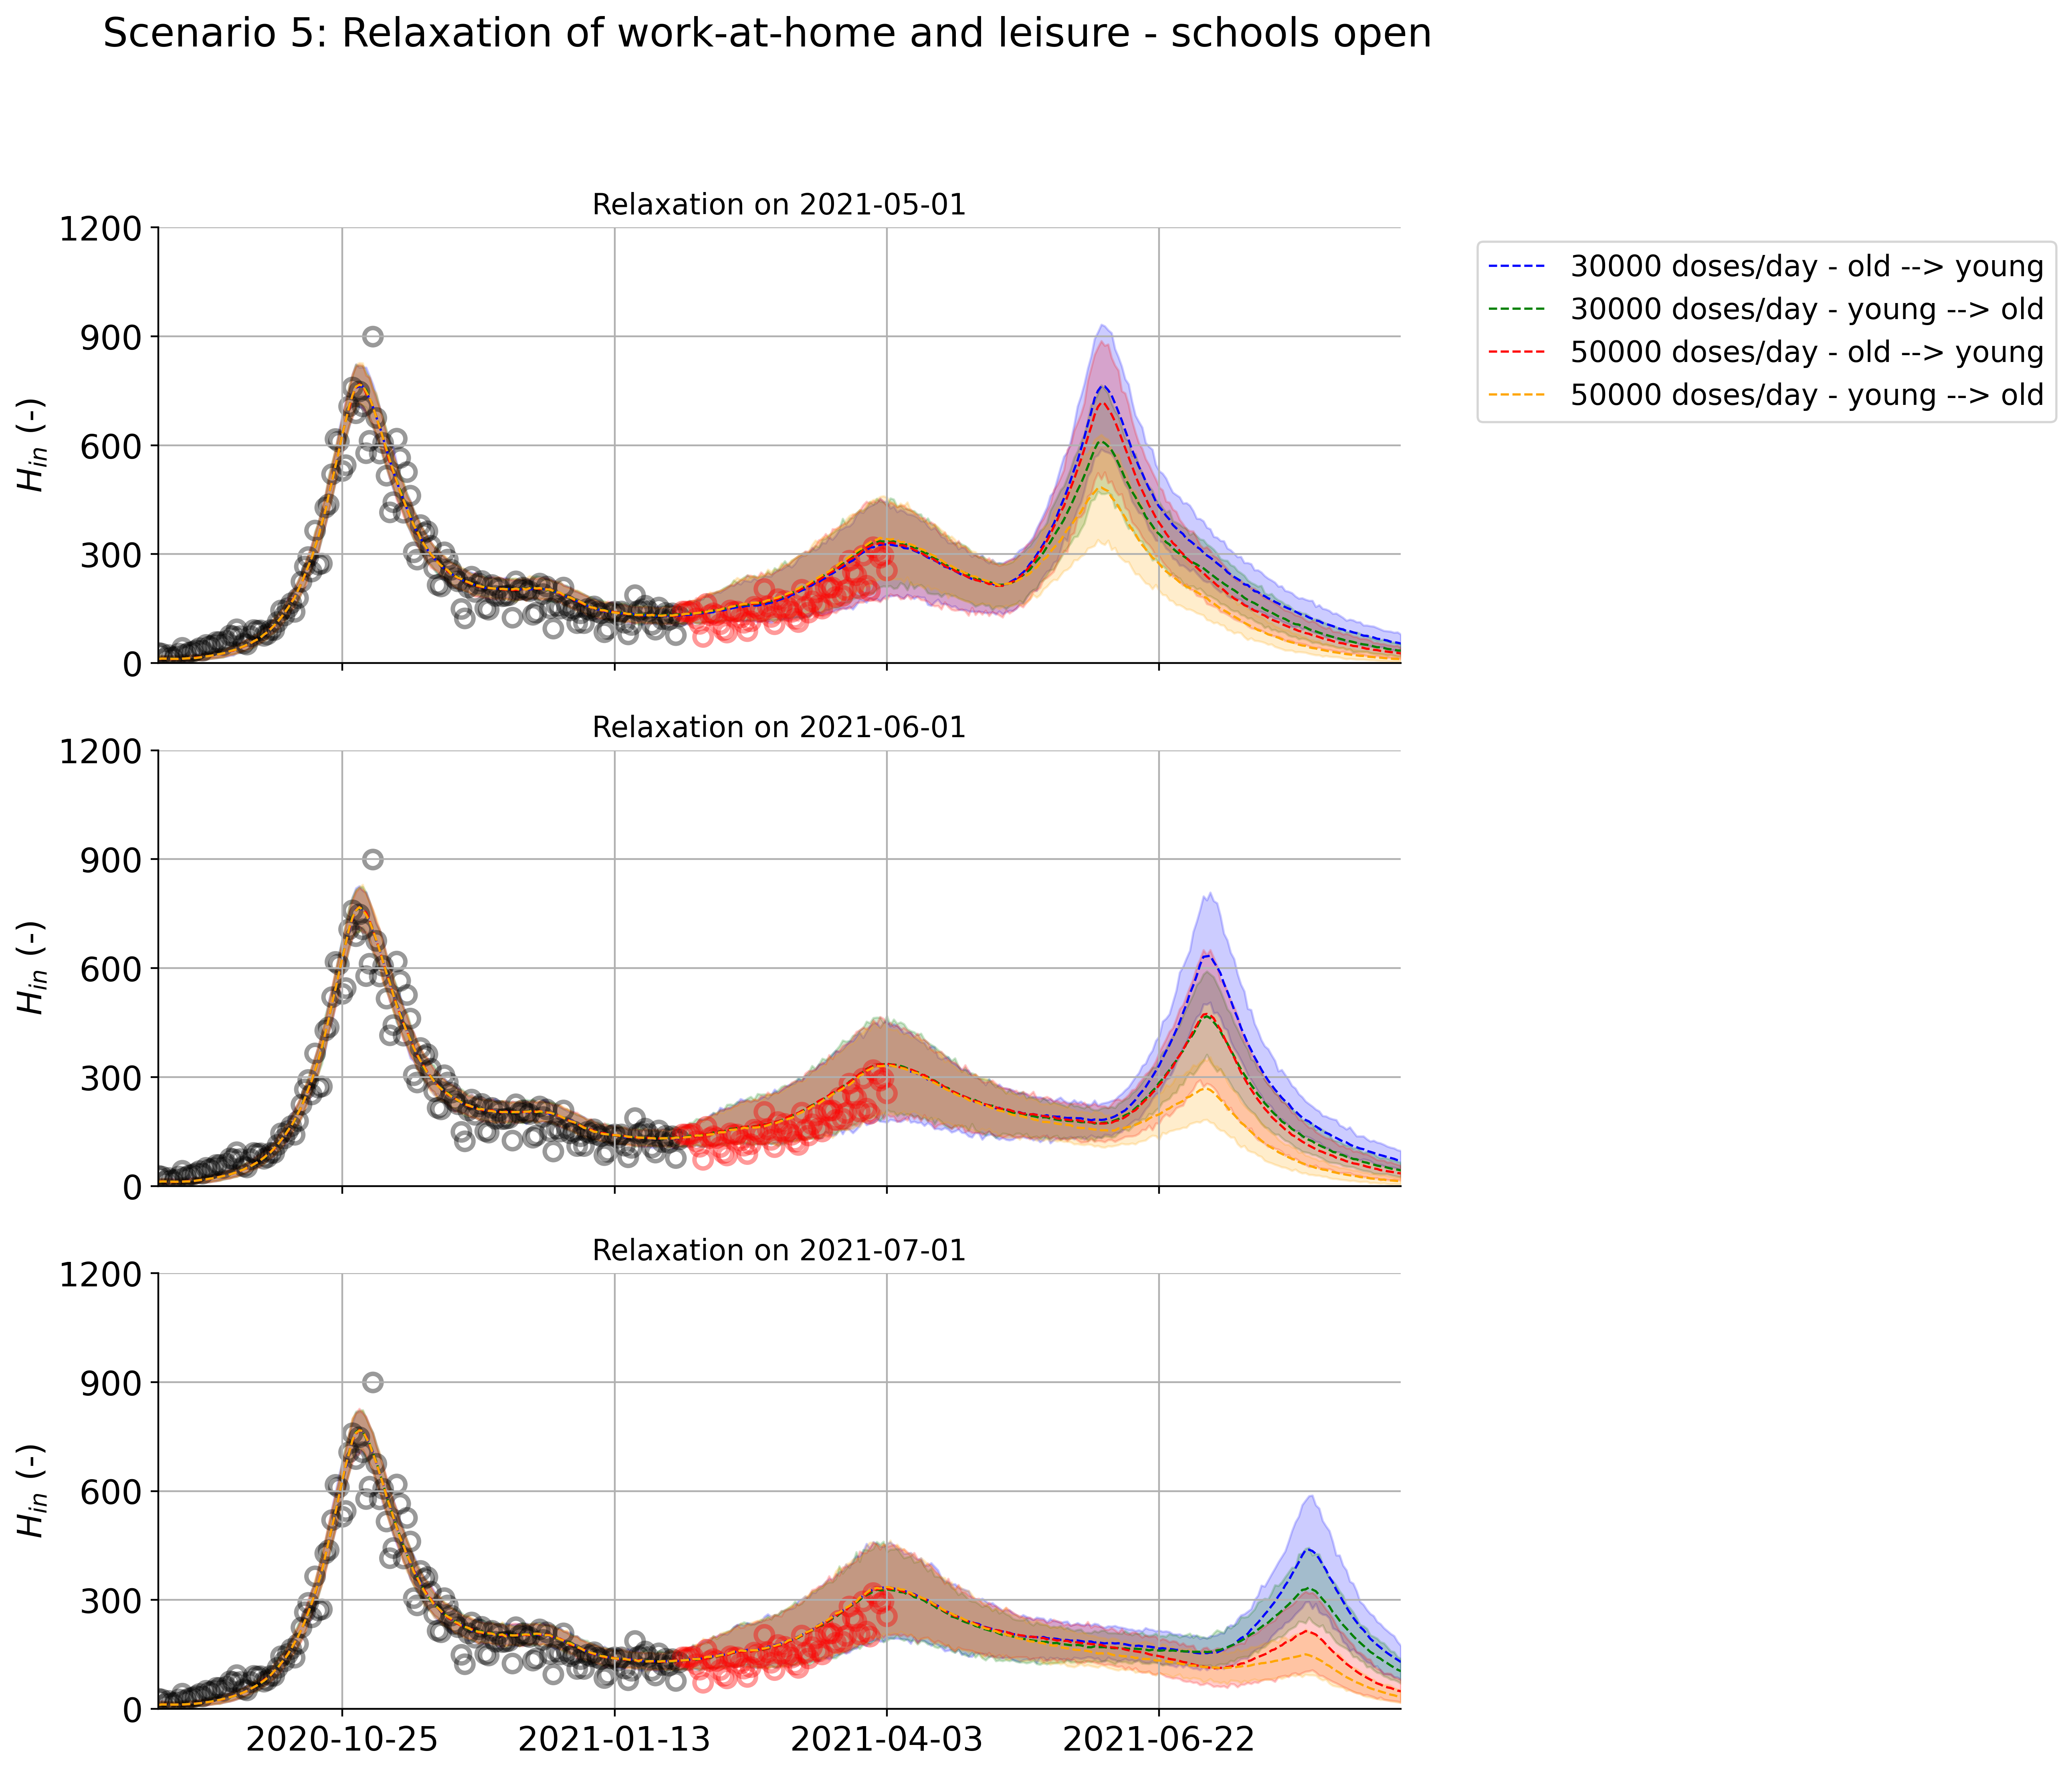 Scenario 5: Relaxation of work-at-home and leisure - schools open
Relaxation on 2021-05-01
1200
900
600
300
0
H_in (-)
30000 doses/day - old --> young
30000 doses/day - young --> old
50000 doses/day - old --> young
50000 doses/day - young --> old
Relaxation on 2021-06-01
1200
900
600
300
0
H_in (-)
Relaxation on 2021-07-01
1200
900
600
300
0
H_in (-)
2020-10-25 2021-01-13 2021-04-03 2021-06-22